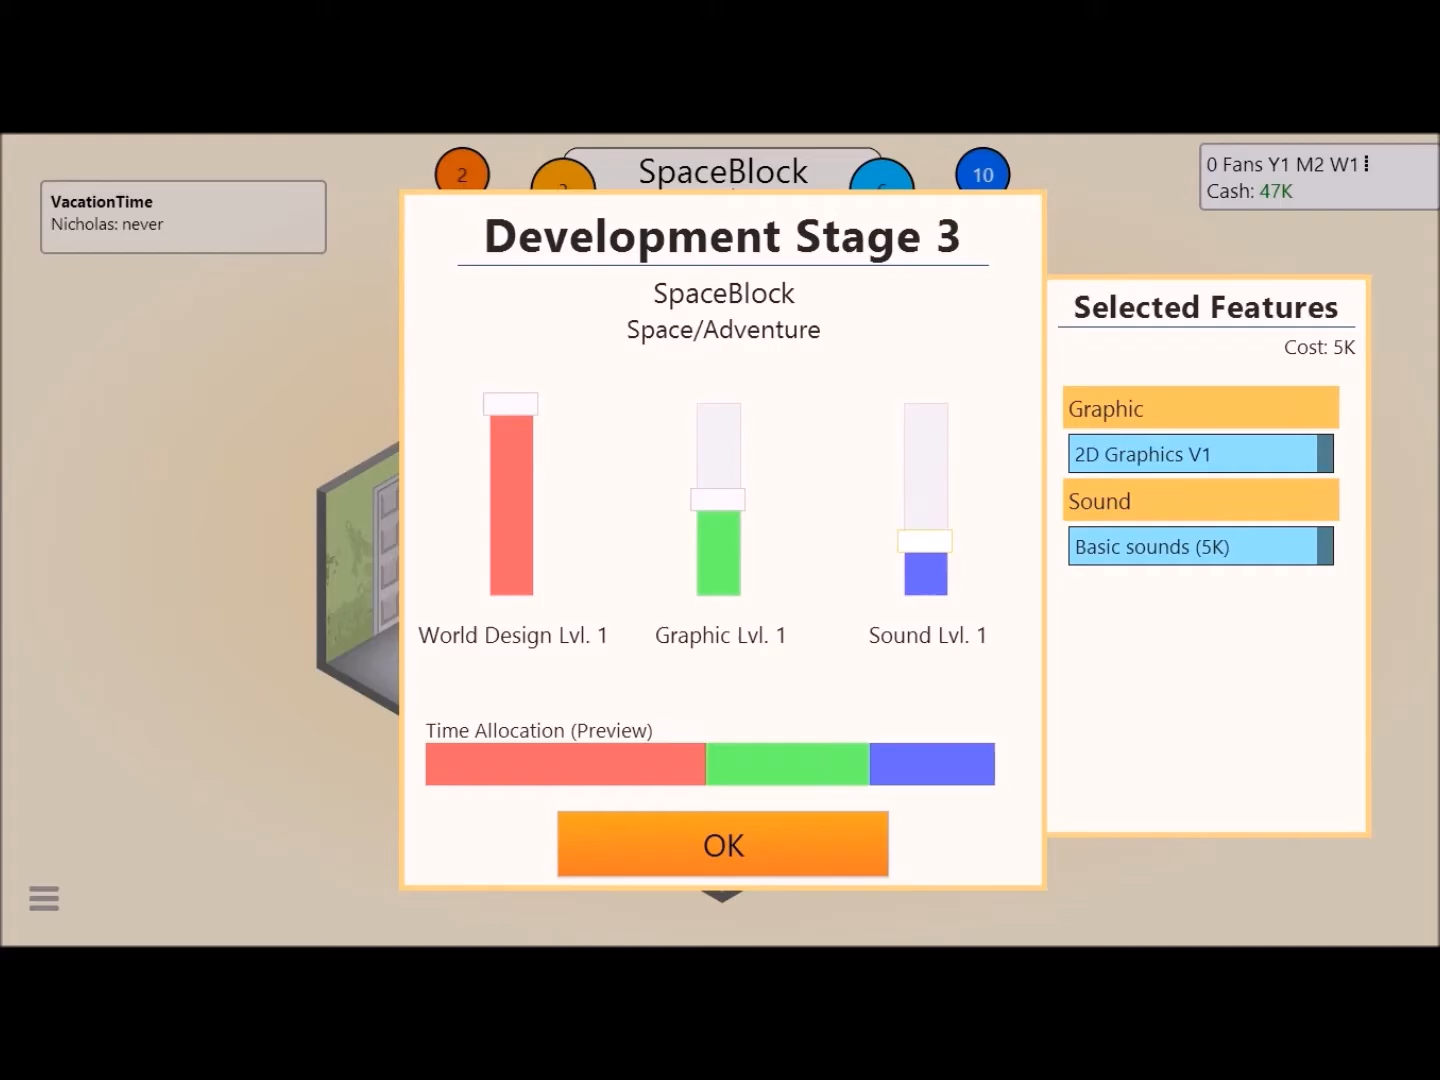 VacationTime
Nicholas: never
2
SpaceBlock
10
0 Fans Y1 M2 W1
Cash: 47K
Development Stage 3
SpaceBlock
Space/Adventure
World Design Lvl. 1
Graphic Lvl. 1
Sound Lvl. 1
Time Allocation (Preview)
OK
Selected Features
Cost: 5K
Graphic
2D Graphics V1
Sound
Basic sounds (5K)